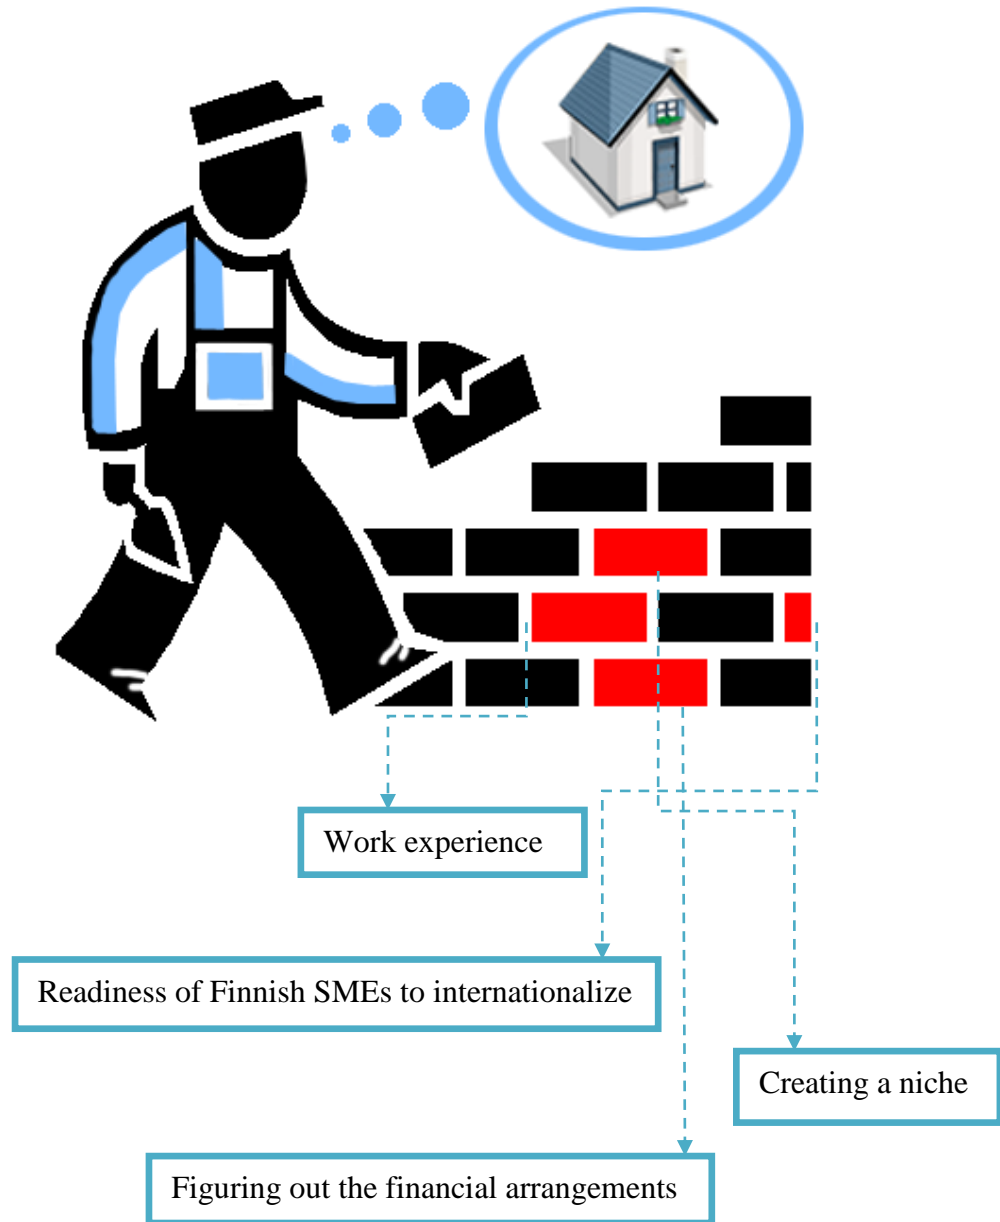 Work experience
Readiness of Finnish SMEs to internationalize
Creating a niche
Figuring out the financial arrangements